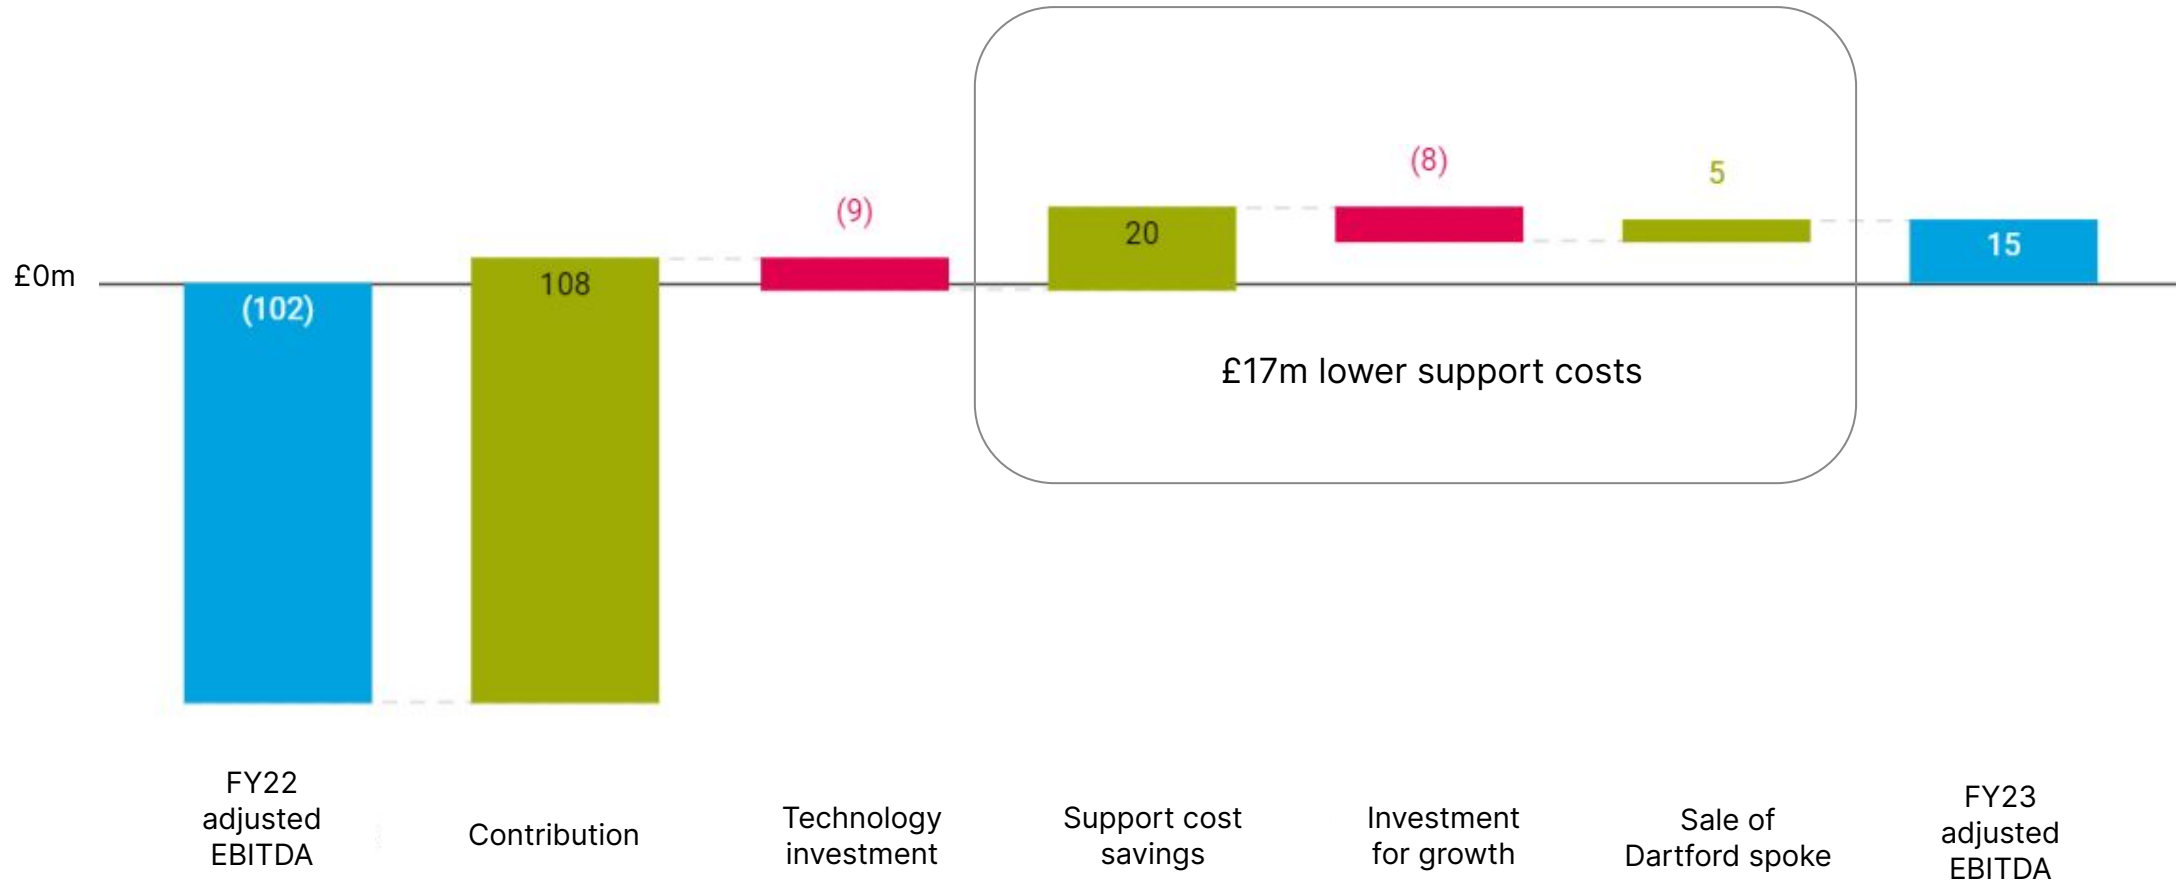 (8)
5
(9)
20
15
£0m
108
(102)
£17m lower support costs
FY22
adjusted
EBITDA
Contribution
Technology
investment
Support cost
savings
Investment
for growth
Sale of
Dartford spoke
FY23
adjusted
EBITDA